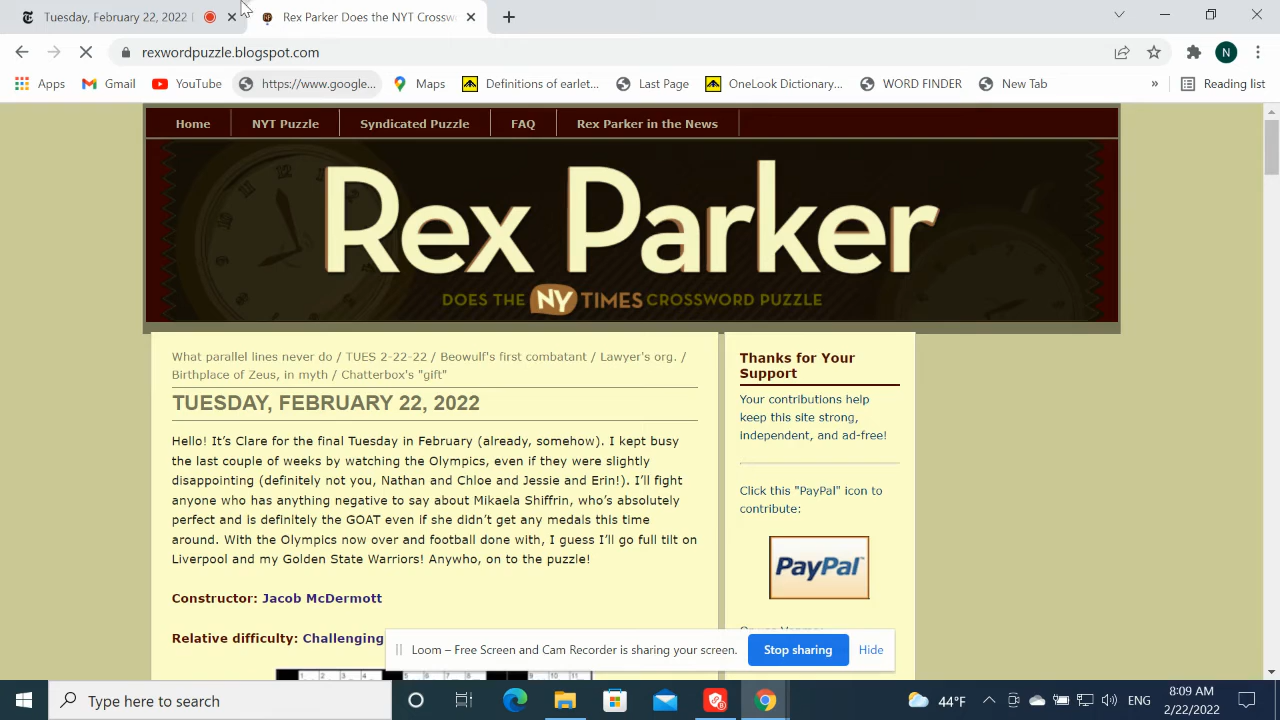 Tuesday, February 22, 2022
Rex Parker Does the NYT Crossw
rexwordpuzzle.blogspot.com
N
Apps
Gmail
YouTube
https://www.google...
Maps
Definitions of earlet...
Last Page
OneLook Dictionary...
WORD FINDER
New Tab
»
Reading list
Home
NYT Puzzle
Syndicated Puzzle
FAQ
Rex Parker in the News
Rex Parker
DOES THE NY TIMES CROSSWORD PUZZLE
What parallel lines never do / TUES 2-22-22 / Beowulf's first combatant / Lawyer's org. /
Birthplace of Zeus, in myth / Chatterbox's "gift"
TUESDAY, FEBRUARY 22, 2022
Hello! It's Clare for the final Tuesday in February (already, somehow). I kept busy
the last couple of weeks by watching the Olympics, even if they were slightly
disappointing (definitely not you, Nathan and Chloe and Jessie and Erin!). I'll fight
anyone who has anything negative to say about Mikaela Shiffrin, who's absolutely
perfect and is definitely the GOAT even if she didn't get any medals this time
around. With the Olympics now over and football done with, I guess I'll go full tilt on
Liverpool and my Golden State Warriors! Anywho, on to the puzzle!
Constructor: Jacob McDermott
Relative difficulty: Challenging
Thanks for Your
Support
Your contributions help
keep this site strong,
independent, and ad-free!
Click this "PayPal" icon to
contribute:
PayPal
Loom – Free Screen and Cam Recorder is sharing your screen.
Stop sharing
Hide
Type here to search
44°F
ENG
8:09 AM
2/22/2022